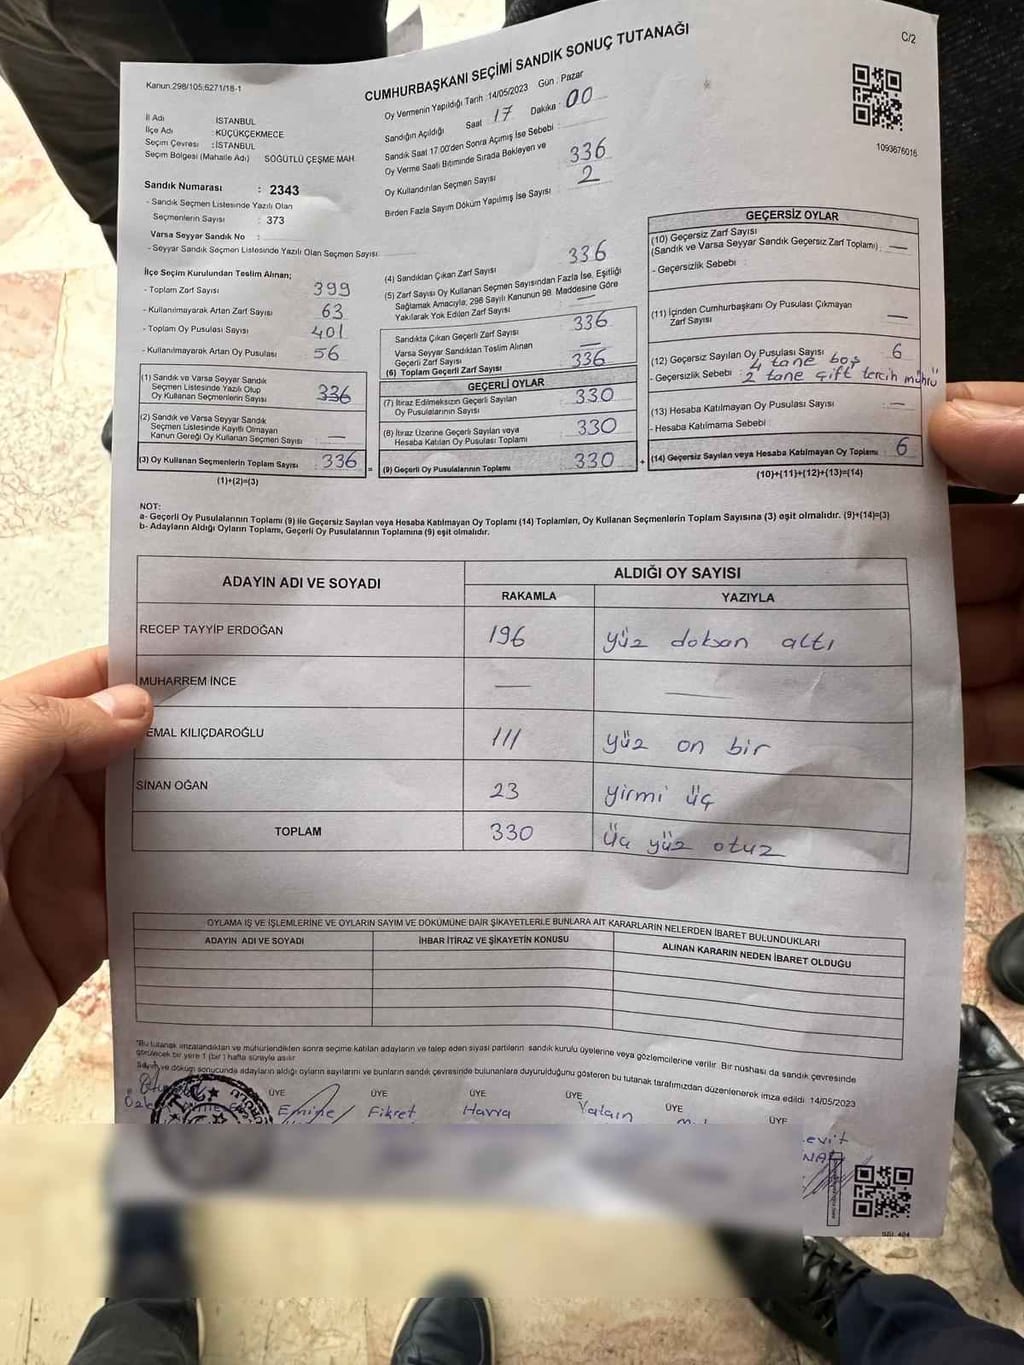 C/2
Kanun.298/105,6271/18-1
CUMHURBAŞKANI SEÇİMİ SANDIK SONUÇ TUTANAĞI
1093676016
İl Adı : İSTANBUL
İlçe Adı : KÜÇÜKÇEKMECE
Seçim Çevresi : İSTANBUL
Seçim Bölgesi (Mahalle Adı) SOĞUTLÜ ÇEŞME MAH.
Sandık Numarası : 2343
- Sandık Seçmen Listesinde Yazılı Olan
Seçmenlerin Sayısı : 373
Varsa Seyyar Sandık No :
- Seyyar Sandık Seçmen Listesinde Yazılı Olan Seçmen Sayısı:
Oy Vermenin Yapıldığı Tarih :14/05/2023 Gün : Pazar
Sandığın Açıldığı Saat 17 Dakika : 00
Sandık Saat 17.00'den Sonra Açımış İse Sebebi :
Oy Verme Saati Bitiminde Sırada Bekleyen ve
Oy Kullandırılan Seçmen Sayısı 336
Birden Fazla Sayım Döküm Yapılmış İse Sayısı 2
İlçe Seçim Kurulundan Teslim Alınan;
- Toplam Zarf Sayısı 399
- Kullanılmayarak Artan Zarf Sayısı 63
- Toplam Oy Pusulası Sayısı 401
- Kullanılmayarak Artan Oy Pusulası 56
(1) Sandık ve Varsa Seyyar Sandık
Seçmen Listesinde Yazılı Olup
Oy Kullanan Seçmenlerin Sayısı 336
(2) Sandık ve Varsa Seyyar Sandık
Seçmen Listesinde Kayıtlı Olmayan
Kanun Gereği Oy Kullanan Seçmen Sayısı —
(3) Oy Kullanan Seçmenlerin Toplam Sayısı 336 =
(1)+(2)=(3)
(4) Sandıktan Çıkan Zarf Sayısı 336
(5) Zarf Sayısı Oy Kullanan Seçmen Sayısından Fazla İse, Eşitliği
Sağlamak Amacıyla, 298 Sayılı Kanunun 98. Maddesine Göre
Yakılarak Yok Edilen Zarf Sayısı —
Sandıkta Çıkan Geçerli Zarf Sayısı 336
Varsa Seyyar Sandıktan Teslim Alınan
Geçerli Zarf Sayısı —
(6) Toplam Geçerli Zarf Sayısı 336
GEÇERLİ OYLAR
(7) İtiraz Edilmeksizin Geçerli Sayılan
Oy Pusulalarının Sayısı 330
(8) İtiraz Üzerine Geçerli Sayılan veya
Hesaba Katılan Oy Pusulası Toplamı 330
(9) Geçerli Oy Pusulalarının Toplamı 330 +
GEÇERSİZ OYLAR
(10) Geçersiz Zarf Sayısı
(Sandık ve Varsa Seyyar Sandık Geçersiz Zarf Toplamı) : —
- Geçersizlik Sebebi :
(11) İçinden Cumhurbaşkanı Oy Pusulası Çıkmayan
Zarf Sayısı —
(12) Geçersiz Sayılan Oy Pusulası Sayısı 6
- Geçersizlik Sebebi : 4 tane boş
2 tane çift tercih mührü
(13) Hesaba Katılmayan Oy Pusulası Sayısı —
- Hesaba Katılmama Sebebi :
(14) Geçersiz Sayılan veya Hesaba Katılmayan Oy Toplamı 6
(10)+(11)+(12)+(13)=(14)
NOT:
a- Geçerli Oy Pusulalarının Toplamı (9) ile Geçersiz Sayılan veya Hesaba Katılmayan Oy Toplamı (14) Toplamları, Oy Kullanan Seçmenlerin Toplam Sayısına (3) eşit olmalıdır. (9)+(14)=(3)
b- Adayların Aldığı Oyların Toplamı, Geçerli Oy Pusulalarının Toplamına (9) eşit olmalıdır.
ADAYIN ADI VE SOYADI
ALDIĞI OY SAYISI
RAKAMLA YAZIYLA
RECEP TAYYİP ERDOĞAN 196 yüz doksan altı
MUHARREM İNCE — —
EMAL KILIÇDAROĞLU 111 yüz on bir
SİNAN OĞAN 23 yirmi üç
TOPLAM 330 üç yüz otuz
OYLAMA İŞ VE İŞLEMLERİNE VE OYLARIN SAYIM VE DÖKÜMÜNE DAİR ŞİKAYETLERLE BUNLARA AİT KARARLARIN NELERDEN İBARET BULUNDUKLARI
ADAYIN ADI VE SOYADI İHBAR İTİRAZ VE ŞİKAYETİN KONUSU ALINAN KARARIN NEDEN İBARET OLDUĞU
"Bu tutanak imzalandıktan ve mühürlendikten sonra seçime katılan adayların ve talep eden siyasi partilerin sandık kurulu üyelerine veya gözlemcilerine verilir. Bir nüshası da sandık çevresinde
görülecek bir yere 1 (bir) hafta süreyle asılır.
Sayım ve döküm sonucunda adayların aldığı oyların sayılarını ve bunların sandık çevresinde bulunanlara duyurulduğunu gösteren bu tutanak tarafımızdan düzenlenerek imza edildi. 14/05/2023
ÜYE ÜYE ÜYE ÜYE ÜYE ÜYE
Emine Fikret Havva Yalçın